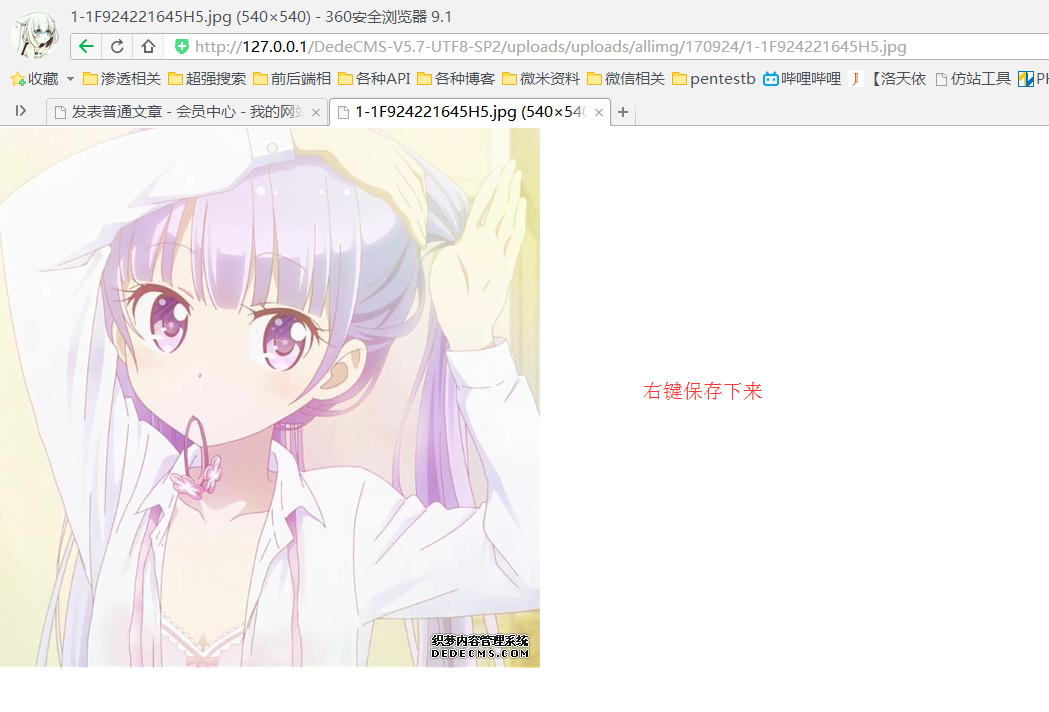 1-1F924221645H5.jpg (540×540) - 360安全浏览器 9.1
http://127.0.0.1/DedeCMS-V5.7-UTF8-SP2/uploads/uploads/allimg/170924/1-1F924221645H5.jpg
收藏 渗透相关 超强搜索 前后端相 各种API 各种博客 微米资料 微信相关 pentestb 哔哩哔哩 【洛天依 仿站工具 PH
发表普通文章 - 会员中心 - 我的网站 1-1F924221645H5.jpg (540×540
右键保存下来
织梦内容管理系统
DEDECMS.COM